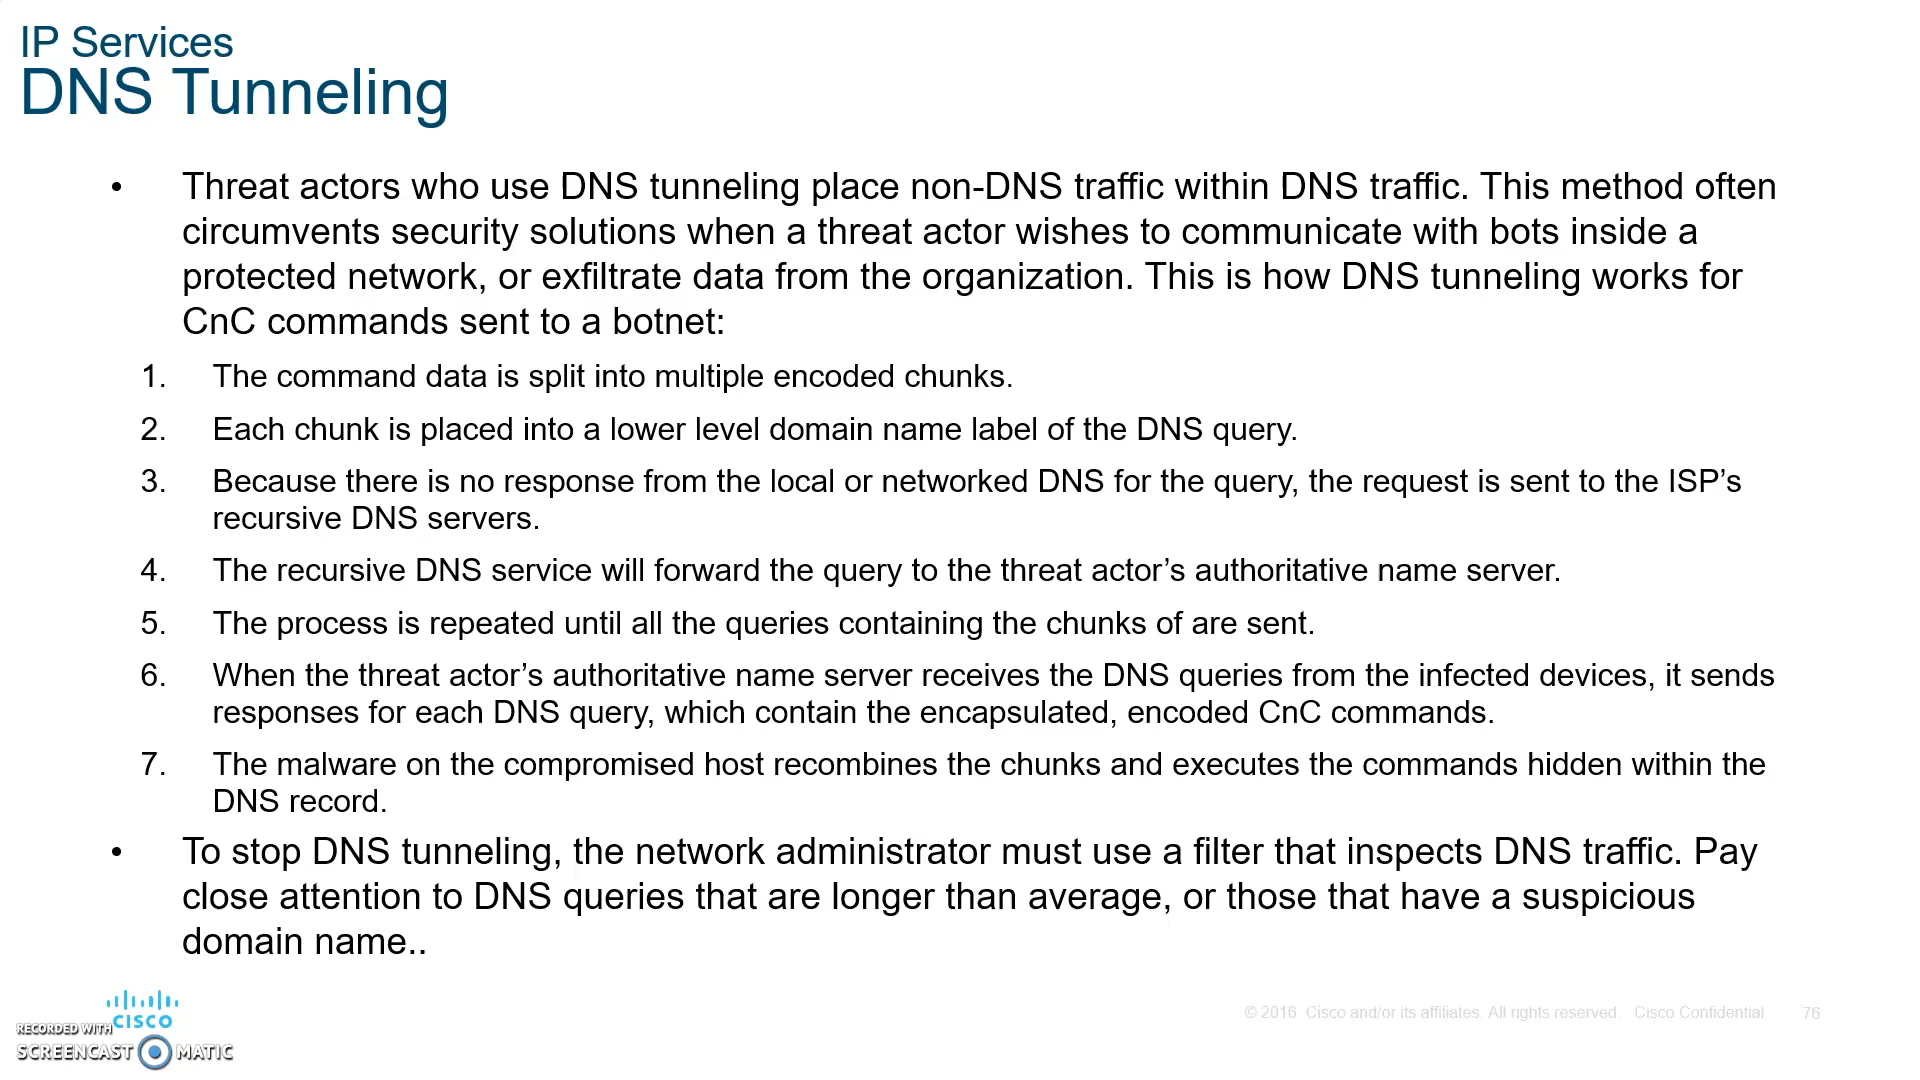 IP Services
DNS Tunneling
• Threat actors who use DNS tunneling place non-DNS traffic within DNS traffic. This method often
circumvents security solutions when a threat actor wishes to communicate with bots inside a
protected network, or exfiltrate data from the organization. This is how DNS tunneling works for
CnC commands sent to a botnet:
1. The command data is split into multiple encoded chunks.
2. Each chunk is placed into a lower level domain name label of the DNS query.
3. Because there is no response from the local or networked DNS for the query, the request is sent to the ISP’s
recursive DNS servers.
4. The recursive DNS service will forward the query to the threat actor’s authoritative name server.
5. The process is repeated until all the queries containing the chunks of are sent.
6. When the threat actor’s authoritative name server receives the DNS queries from the infected devices, it sends
responses for each DNS query, which contain the encapsulated, encoded CnC commands.
7. The malware on the compromised host recombines the chunks and executes the commands hidden within the
DNS record.
• To stop DNS tunneling, the network administrator must use a filter that inspects DNS traffic. Pay
close attention to DNS queries that are longer than average, or those that have a suspicious
domain name..
CISCO
© 2016 Cisco and/or its affiliates. All rights reserved. Cisco Confidential 76
RECORDED WITH
SCREENCAST MATIC